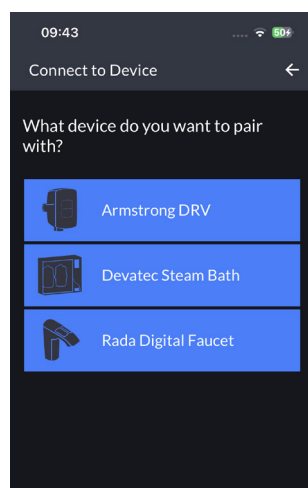 09:43
50
Connect to Device
What device do you want to pair
with?
Armstrong DRV
Devatec Steam Bath
Rada Digital Faucet